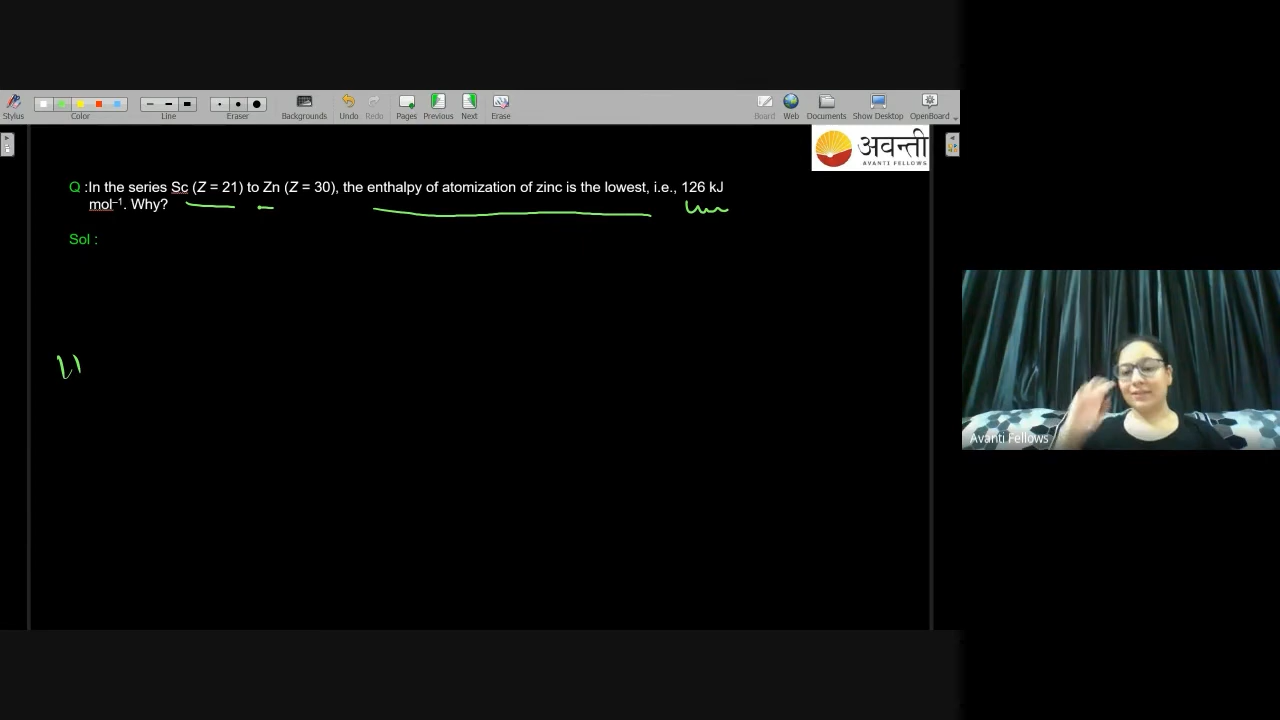 Stylus
Color
Line
Eraser
Backgrounds
Undo
Redo
Pages
Previous
Next
Erase
Board
Web
Documents
Show Desktop
OpenBoard
अवन्ती
AVANTI FELLOWS
Q :In the series Sc (Z = 21) to Zn (Z = 30), the enthalpy of atomization of zinc is the lowest, i.e., 126 kJ
mol⁻¹. Why?
Sol :
Avanti Fellows